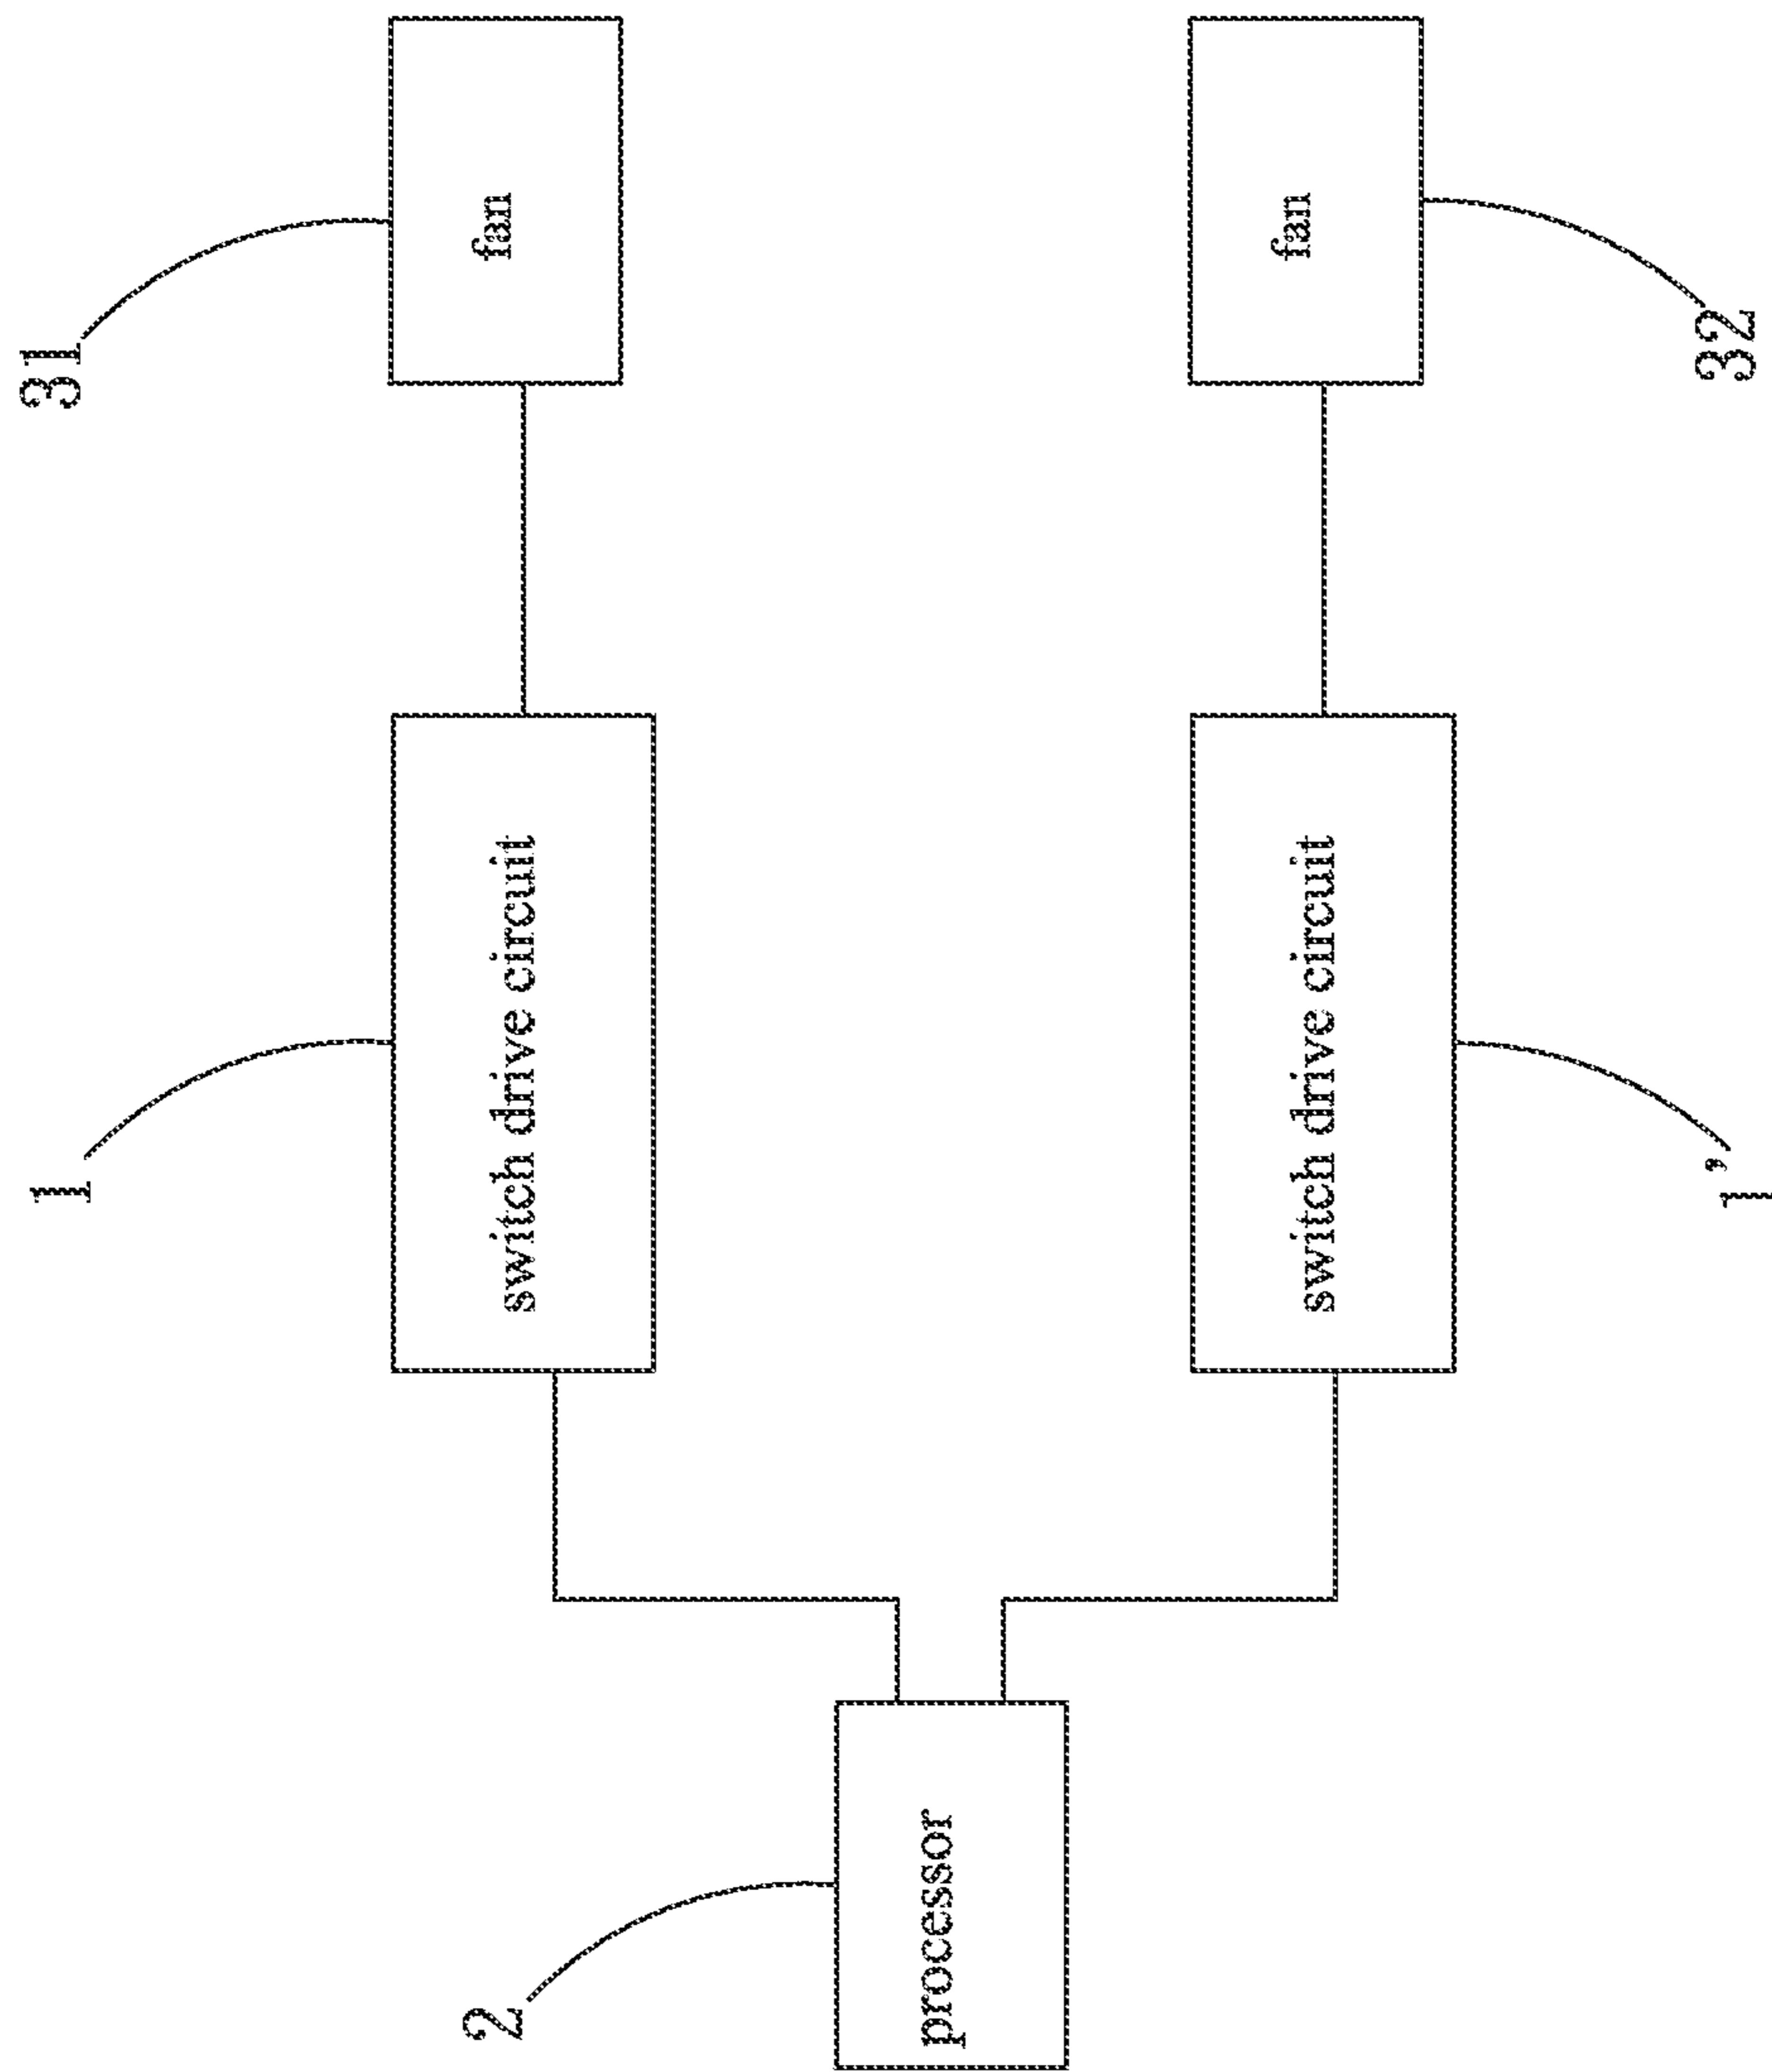 1
31
switch drive circuit
fan
2
processor
switch drive circuit
fan
1’
32